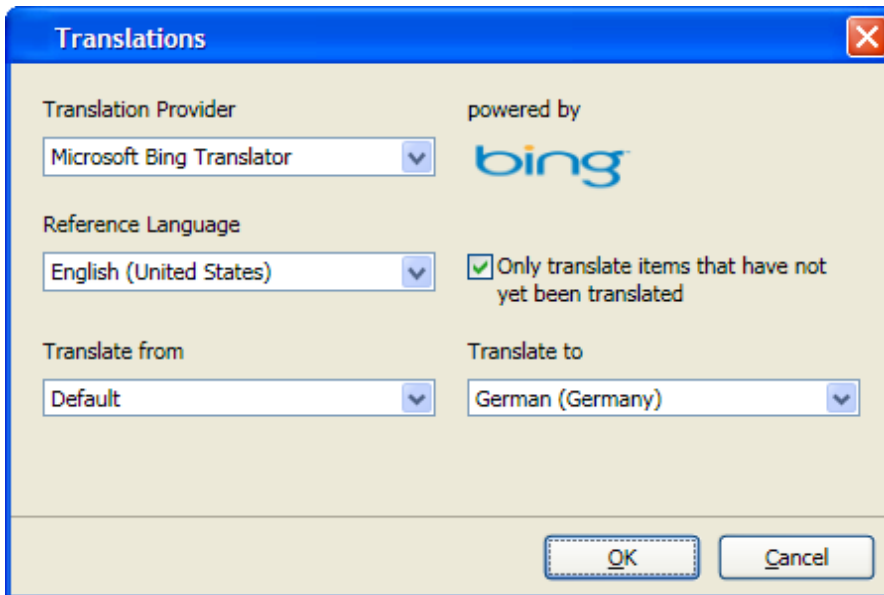 Translations
Translation Provider
powered by
Microsoft Bing Translator
bing
Reference Language
English (United States)
Only translate items that have not
yet been translated
Translate from
Translate to
Default
German (Germany)
OK
Cancel